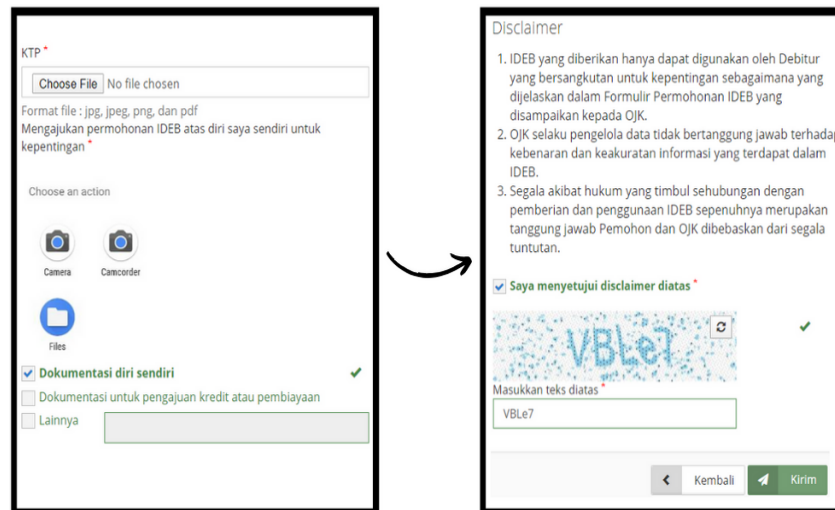 KTP *
Choose File No file chosen
Format file : jpg, jpeg, png, dan pdf
Mengajukan permohonan IDEB atas diri saya sendiri untuk
kepentingan *
Choose an action
Camera Camcorder
Files
Dokumentasi diri sendiri
Dokumentasi untuk pengajuan kredit atau pembiayaan
Lainnya
Disclaimer
1. IDEB yang diberikan hanya dapat digunakan oleh Debitur
yang bersangkutan untuk kepentingan sebagaimana yang
dijelaskan dalam Formulir Permohonan IDEB yang
disampaikan kepada OJK.
2. OJK selaku pengelola data tidak bertanggung jawab terhadap
kebenaran dan keakuratan informasi yang terdapat dalam
IDEB.
3. Segala akibat hukum yang timbul sehubungan dengan
pemberian dan penggunaan IDEB sepenuhnya merupakan
tanggung jawab Pemohon dan OJK dibebaskan dari segala
tuntutan.
Saya menyetujui disclaimer diatas *
VBLe7
Masukkan teks diatas *
VBLe7
Kembali Kirim